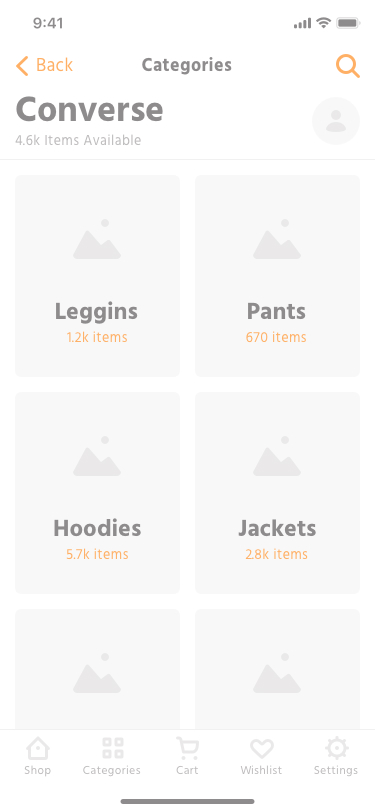 9:41
Back
Categories
Converse
4.6k Items Available
Leggins
1.2k items
Pants
670 items
Hoodies
5.7k items
Jackets
2.8k items
Shop
Categories
Cart
Wishlist
Settings